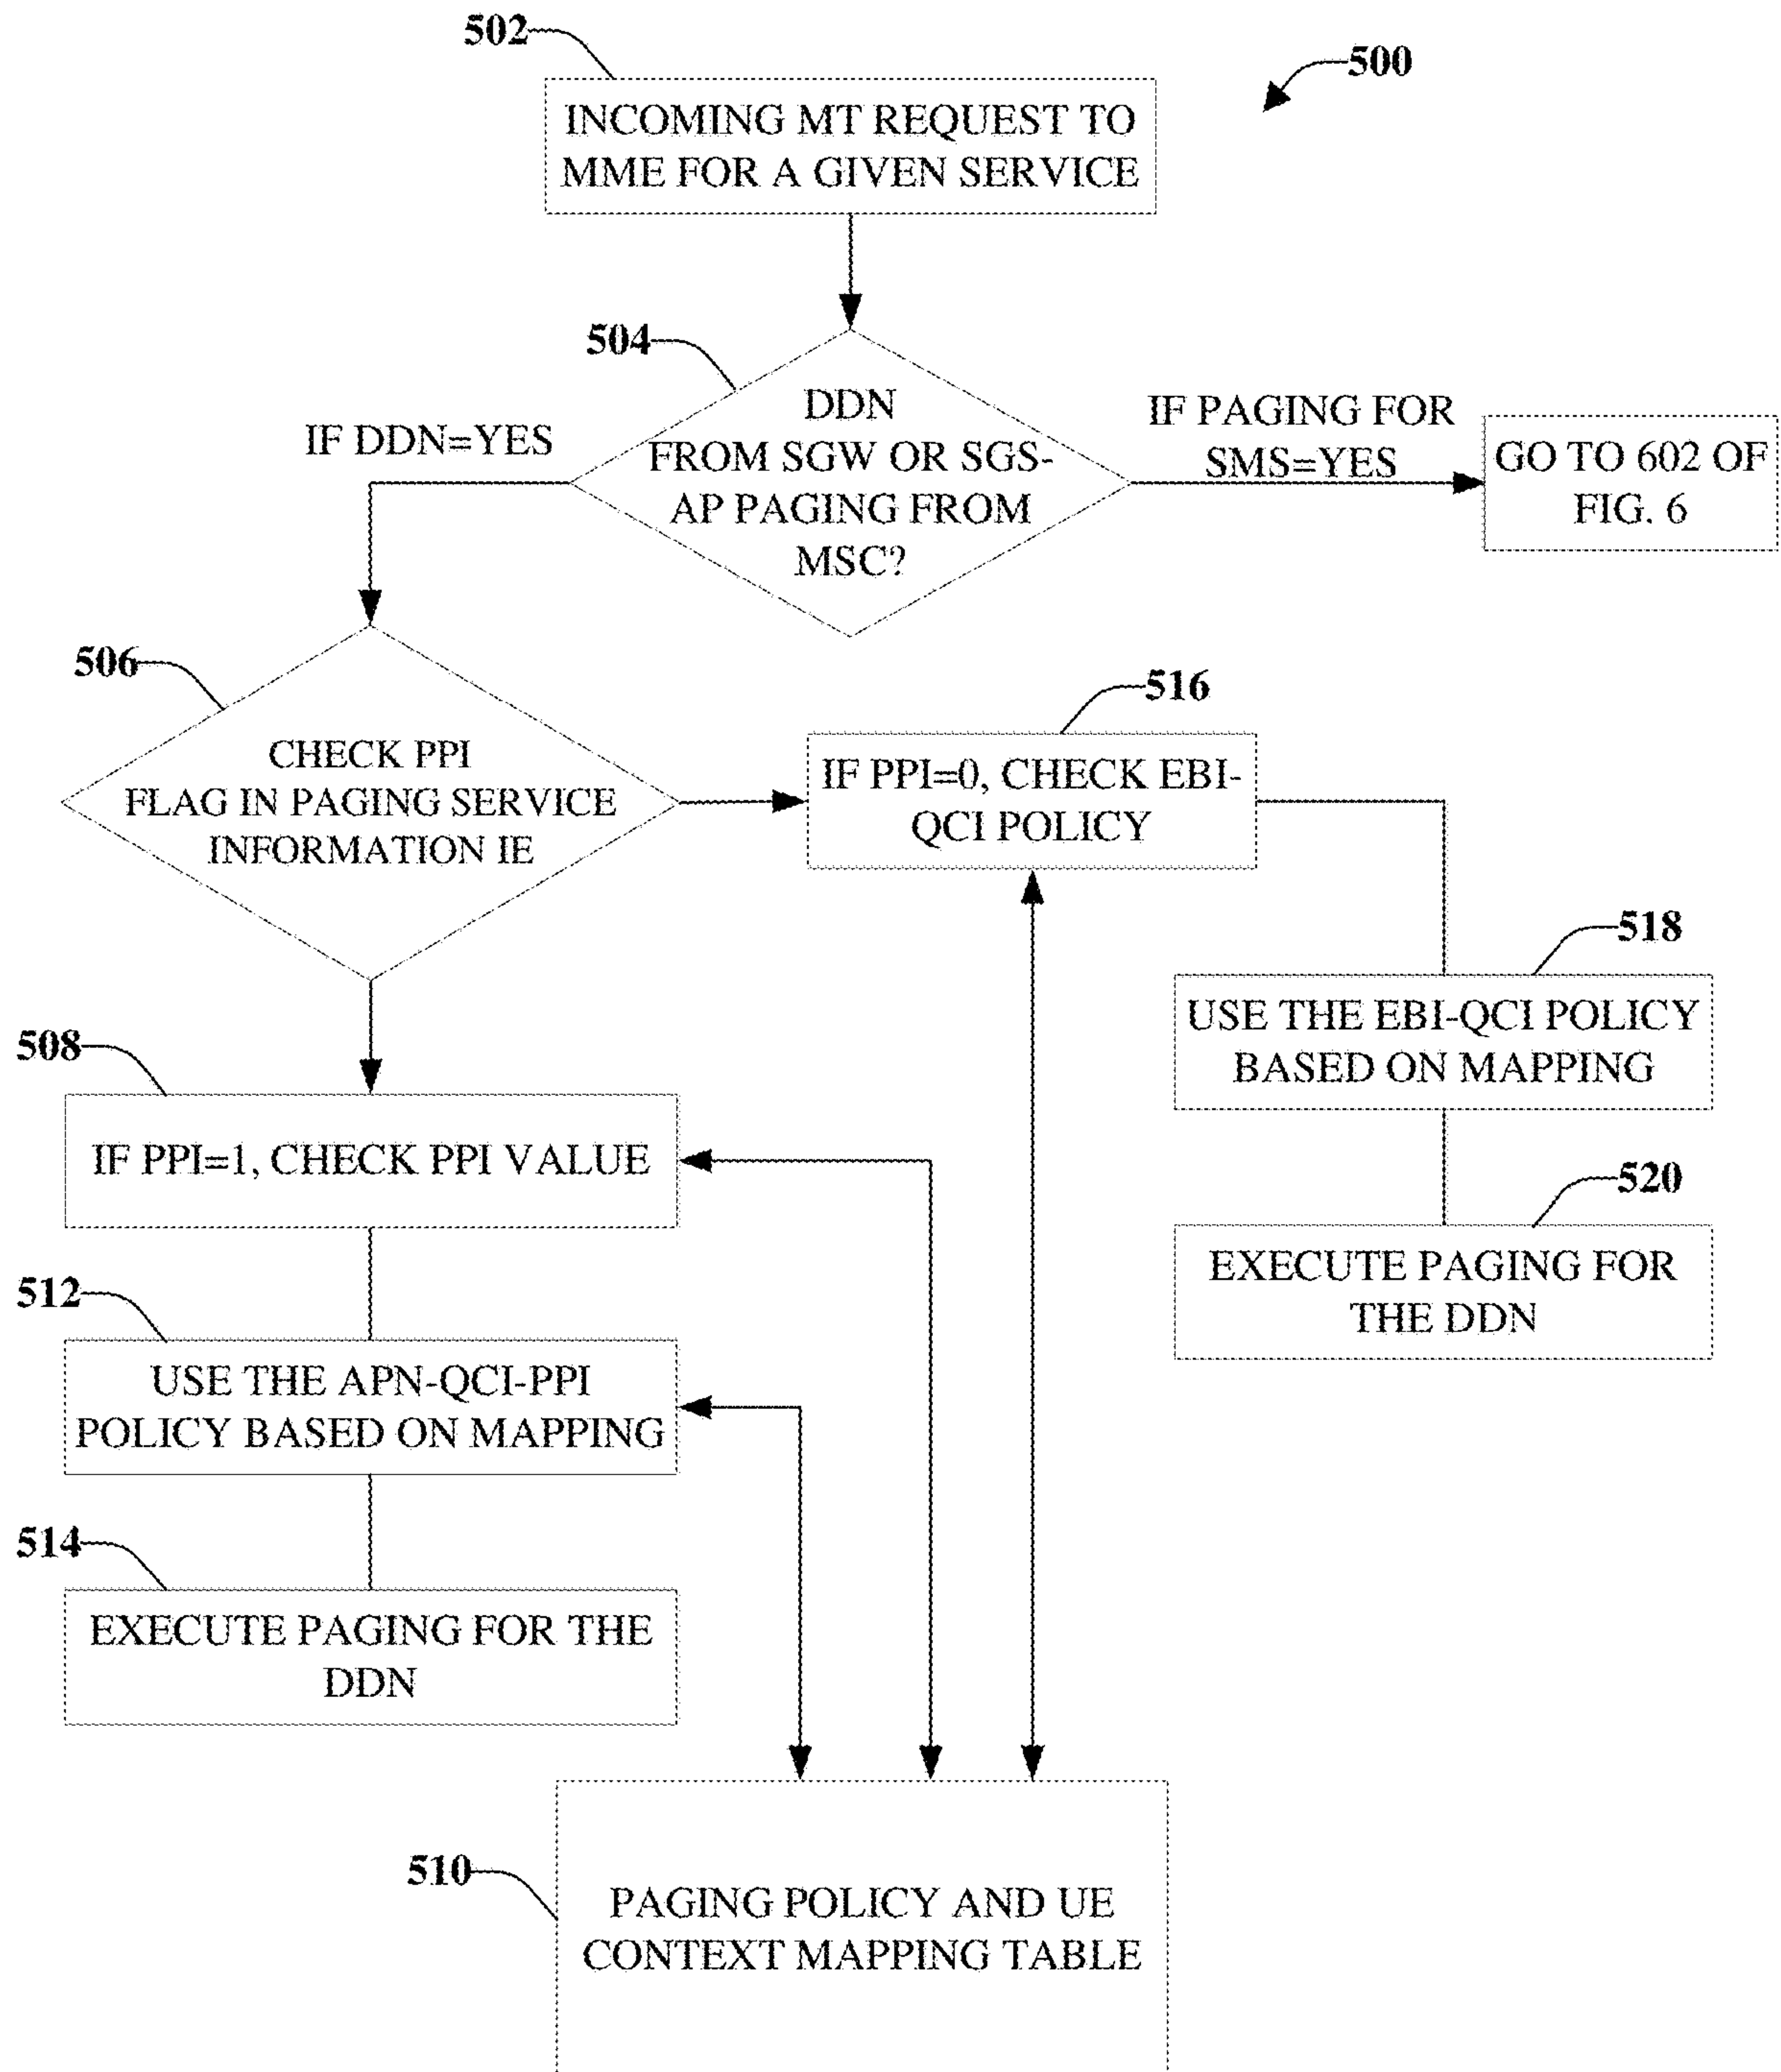 502
500
INCOMING MT REQUEST TO
MME FOR A GIVEN SERVICE
504
DDN
FROM SGW OR SGS-
AP PAGING FROM
MSC?
IF DDN=YES
IF PAGING FOR
SMS=YES
GO TO 602 OF
FIG. 6
506
CHECK PPI
FLAG IN PAGING SERVICE
INFORMATION IE
516
IF PPI=0, CHECK EBI-
QCI POLICY
518
USE THE EBI-QCI POLICY
BASED ON MAPPING
508
IF PPI=1, CHECK PPI VALUE
520
EXECUTE PAGING FOR
THE DDN
512
USE THE APN-QCI-PPI
POLICY BASED ON MAPPING
514
EXECUTE PAGING FOR THE
DDN
510
PAGING POLICY AND UE
CONTEXT MAPPING TABLE